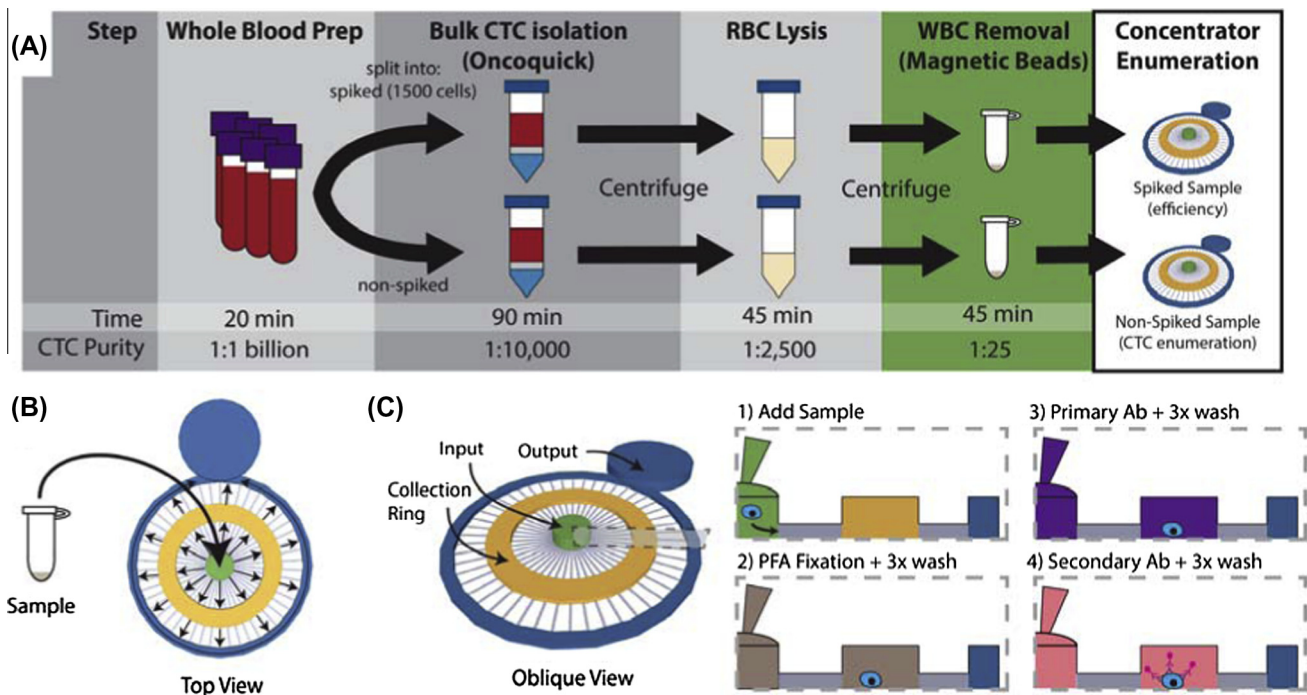 (A)
Step
Whole Blood Prep
Bulk CTC isolation
(Oncoquick)
RBC Lysis
WBC Removal
(Magnetic Beads)
Concentrator
Enumeration
split into:
spiked (1500 cells)
non-spiked
Centrifuge
Centrifuge
Spiked Sample
(efficiency)
Non-Spiked Sample
(CTC enumeration)
Time
20 min
90 min
45 min
45 min
CTC Purity
1:1 billion
1:10,000
1:2,500
1:25
(B)
Sample
Top View
(C)
Input
Output
Collection
Ring
Oblique View
1) Add Sample
2) PFA Fixation + 3x wash
3) Primary Ab + 3x wash
4) Secondary Ab + 3x wash